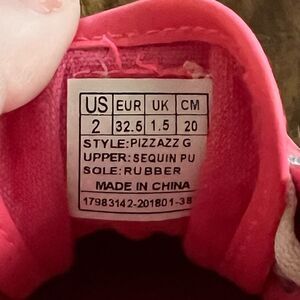 US EUR UK CM
2 32.5 1.5 20
STYLE: PIZZAZZ G
UPPER: SEQUIN PU
SOLE: RUBBER
MADE IN CHINA
17983142-201801-38